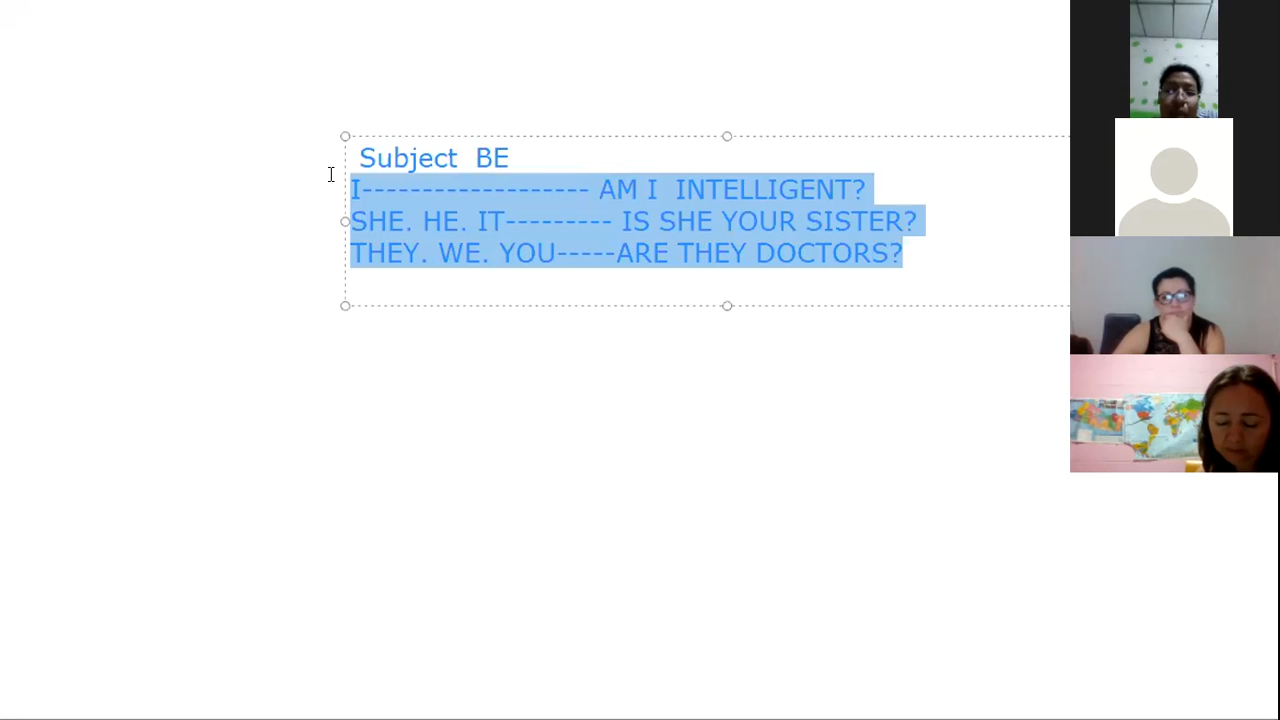 Subject  BE
I------------------- AM I  INTELLIGENT?
SHE. HE. IT--------- IS SHE YOUR SISTER?
THEY. WE. YOU-----ARE THEY DOCTORS?